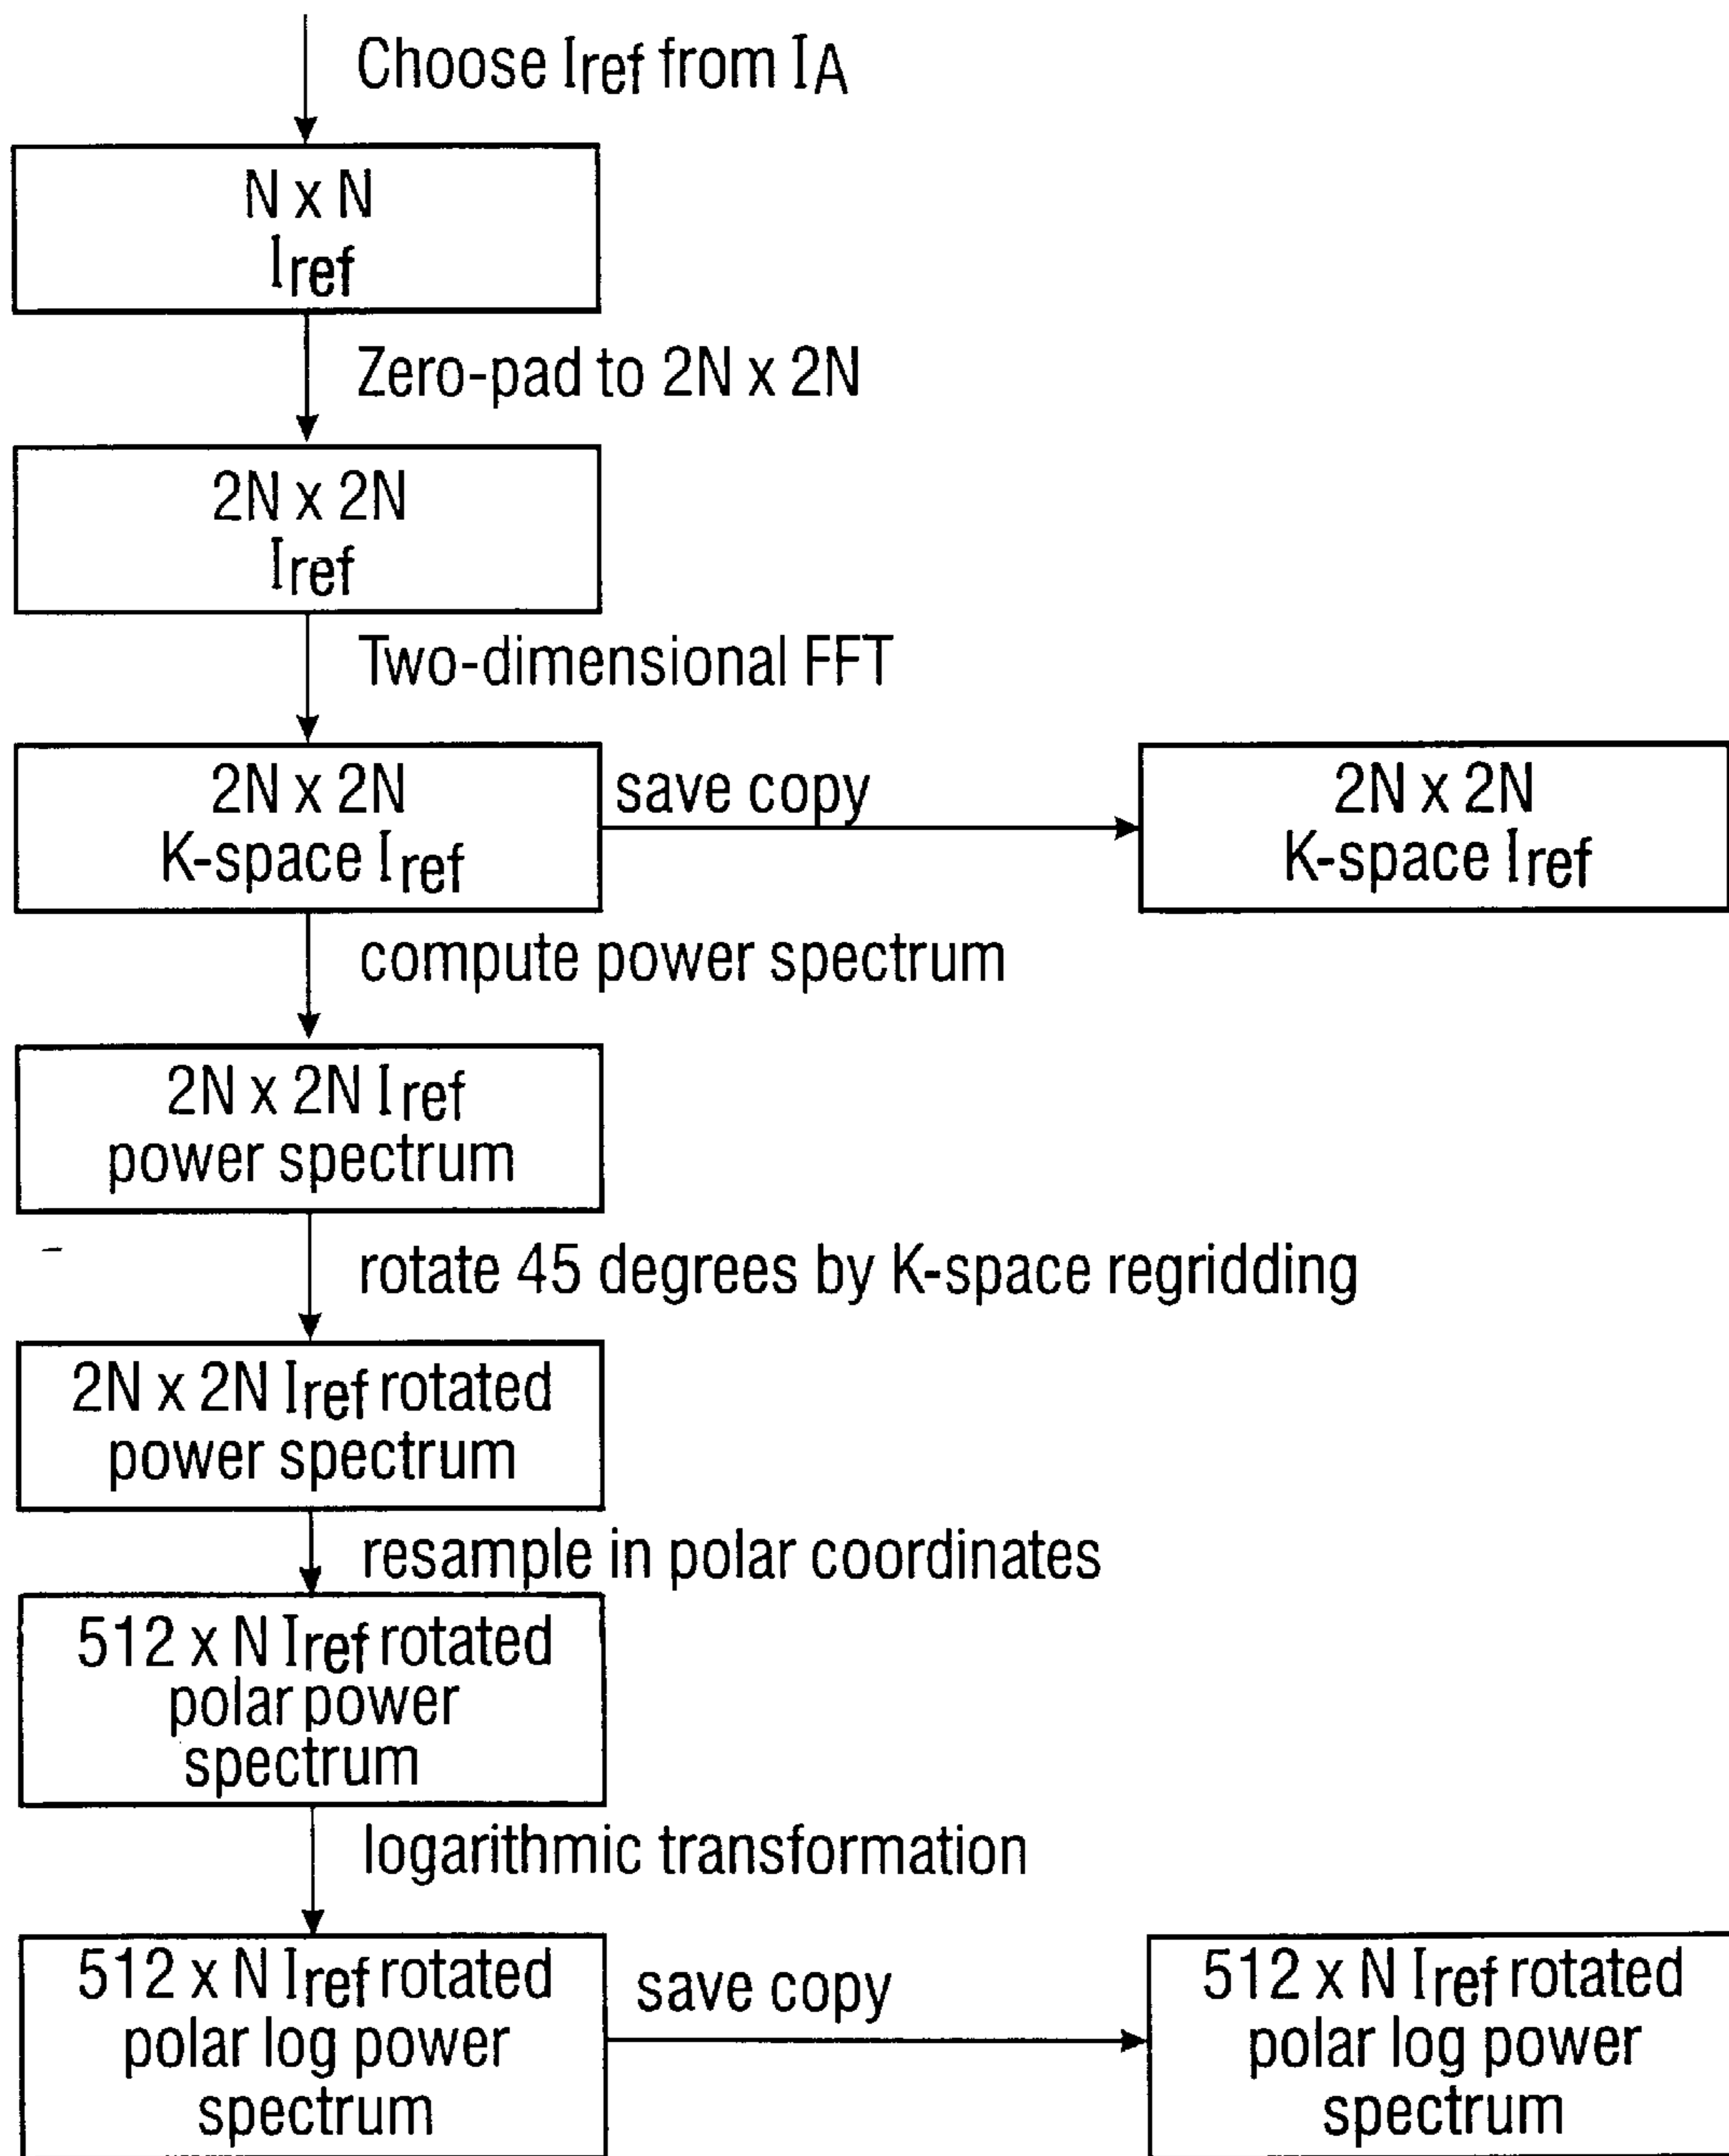 Choose Iref from IA
N x N
Iref
Zero-pad to 2N x 2N
2N x 2N
Iref
Two-dimensional FFT
2N x 2N
K-space Iref
save copy
2N x 2N
K-space Iref
compute power spectrum
2N x 2N Iref
power spectrum
rotate 45 degrees by K-space regridding
2N x 2N Iref rotated
power spectrum
resample in polar coordinates
512 x N Iref rotated
polar power
spectrum
logarithmic transformation
512 x N Iref rotated
polar log power
spectrum
save copy
512 x N Iref rotated
polar log power
spectrum